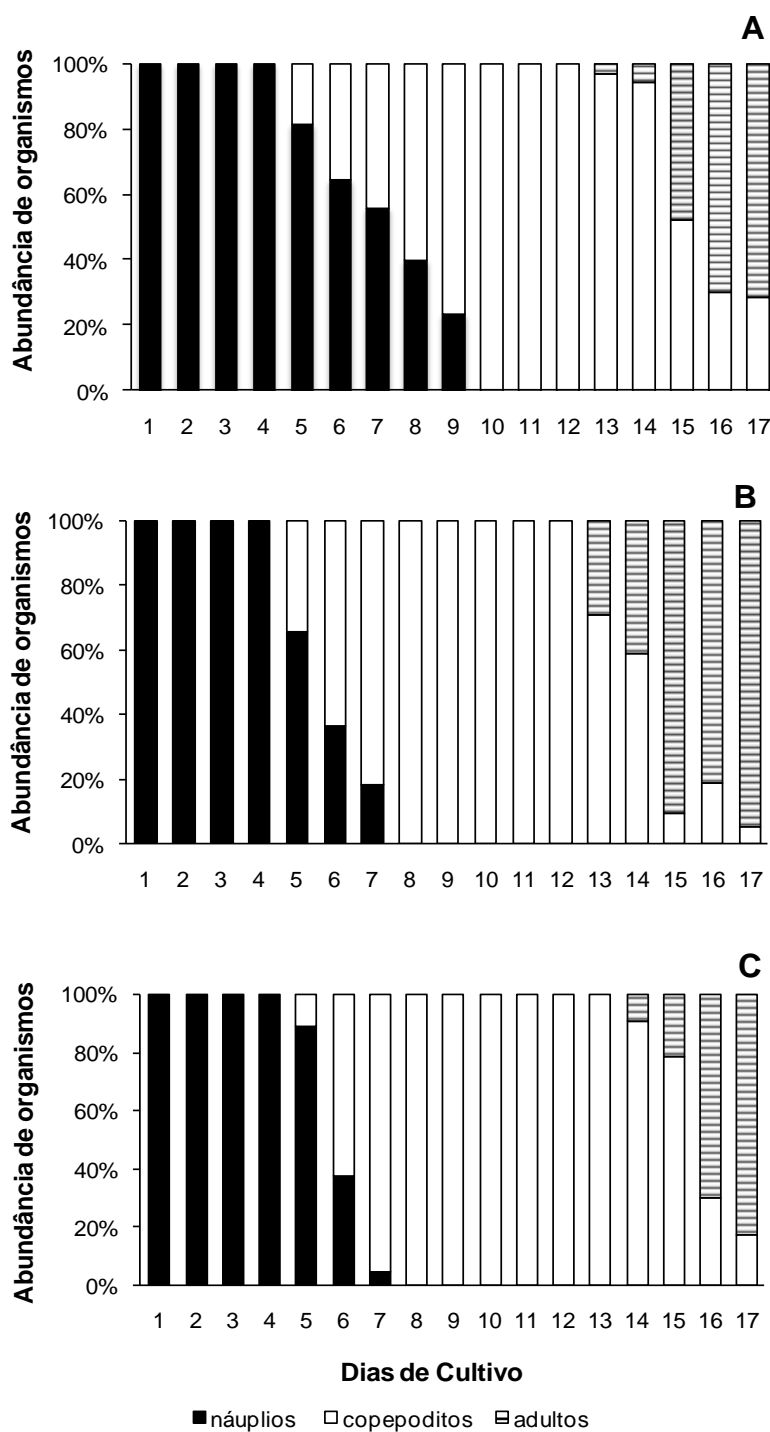 A
Abundância de organismos
100%
80%
60%
40%
20%
0%
1 2 3 4 5 6 7 8 9 10 11 12 13 14 15 16 17
B
Abundância de organismos
100%
80%
60%
40%
20%
0%
1 2 3 4 5 6 7 8 9 10 11 12 13 14 15 16 17
C
Abundância de organismos
100%
80%
60%
40%
20%
0%
1 2 3 4 5 6 7 8 9 10 11 12 13 14 15 16 17
Dias de Cultivo
náuplios copepoditos adultos